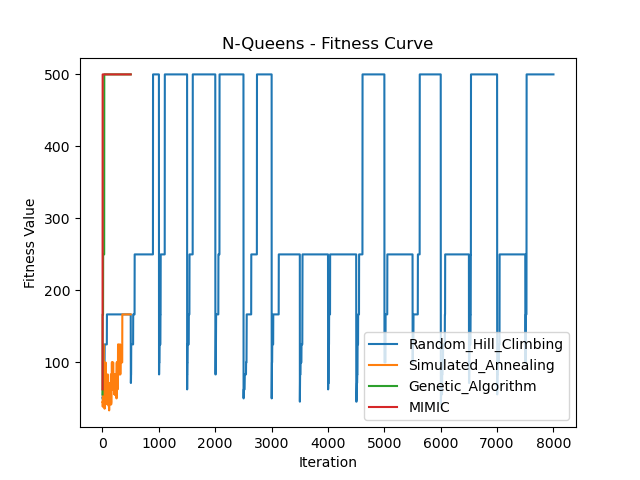 N-Queens - Fitness Curve
Fitness Value
500
400
300
200
100
Random_Hill_Climbing
Simulated_Annealing
Genetic_Algorithm
MIMIC
0 1000 2000 3000 4000 5000 6000 7000 8000
Iteration